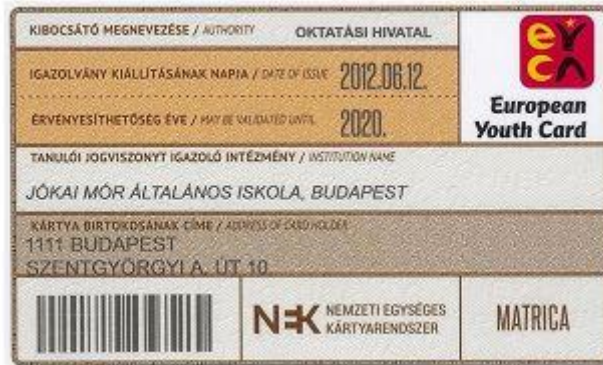 KIBOCSÁTÓ MEGNEVEZÉSE / AUTHORITY OKTATÁSI HIVATAL
IGAZOLVÁNY KIÁLLÍTÁSÁNAK NAPJA / DATE OF ISSUE 2012.06.12.
ÉRVÉNYESÍTHETŐSÉG ÉVE / MAY BE VALIDATED UNTIL 2020.
eyca
European
Youth Card
TANULÓI JOGVISZONYT IGAZOLÓ INTÉZMÉNY / INSTITUTION NAME
JÓKAI MÓR ÁLTALÁNOS ISKOLA, BUDAPEST
KÁRTYA BIRTOKOSÁNAK CÍME / ADDRESS OF CARD HOLDER
1111 BUDAPEST
SZENTGYÖRGYI A. ÚT 10.
NEK NEMZETI EGYSÉGES
KÁRTYARENDSZER
MATRICA